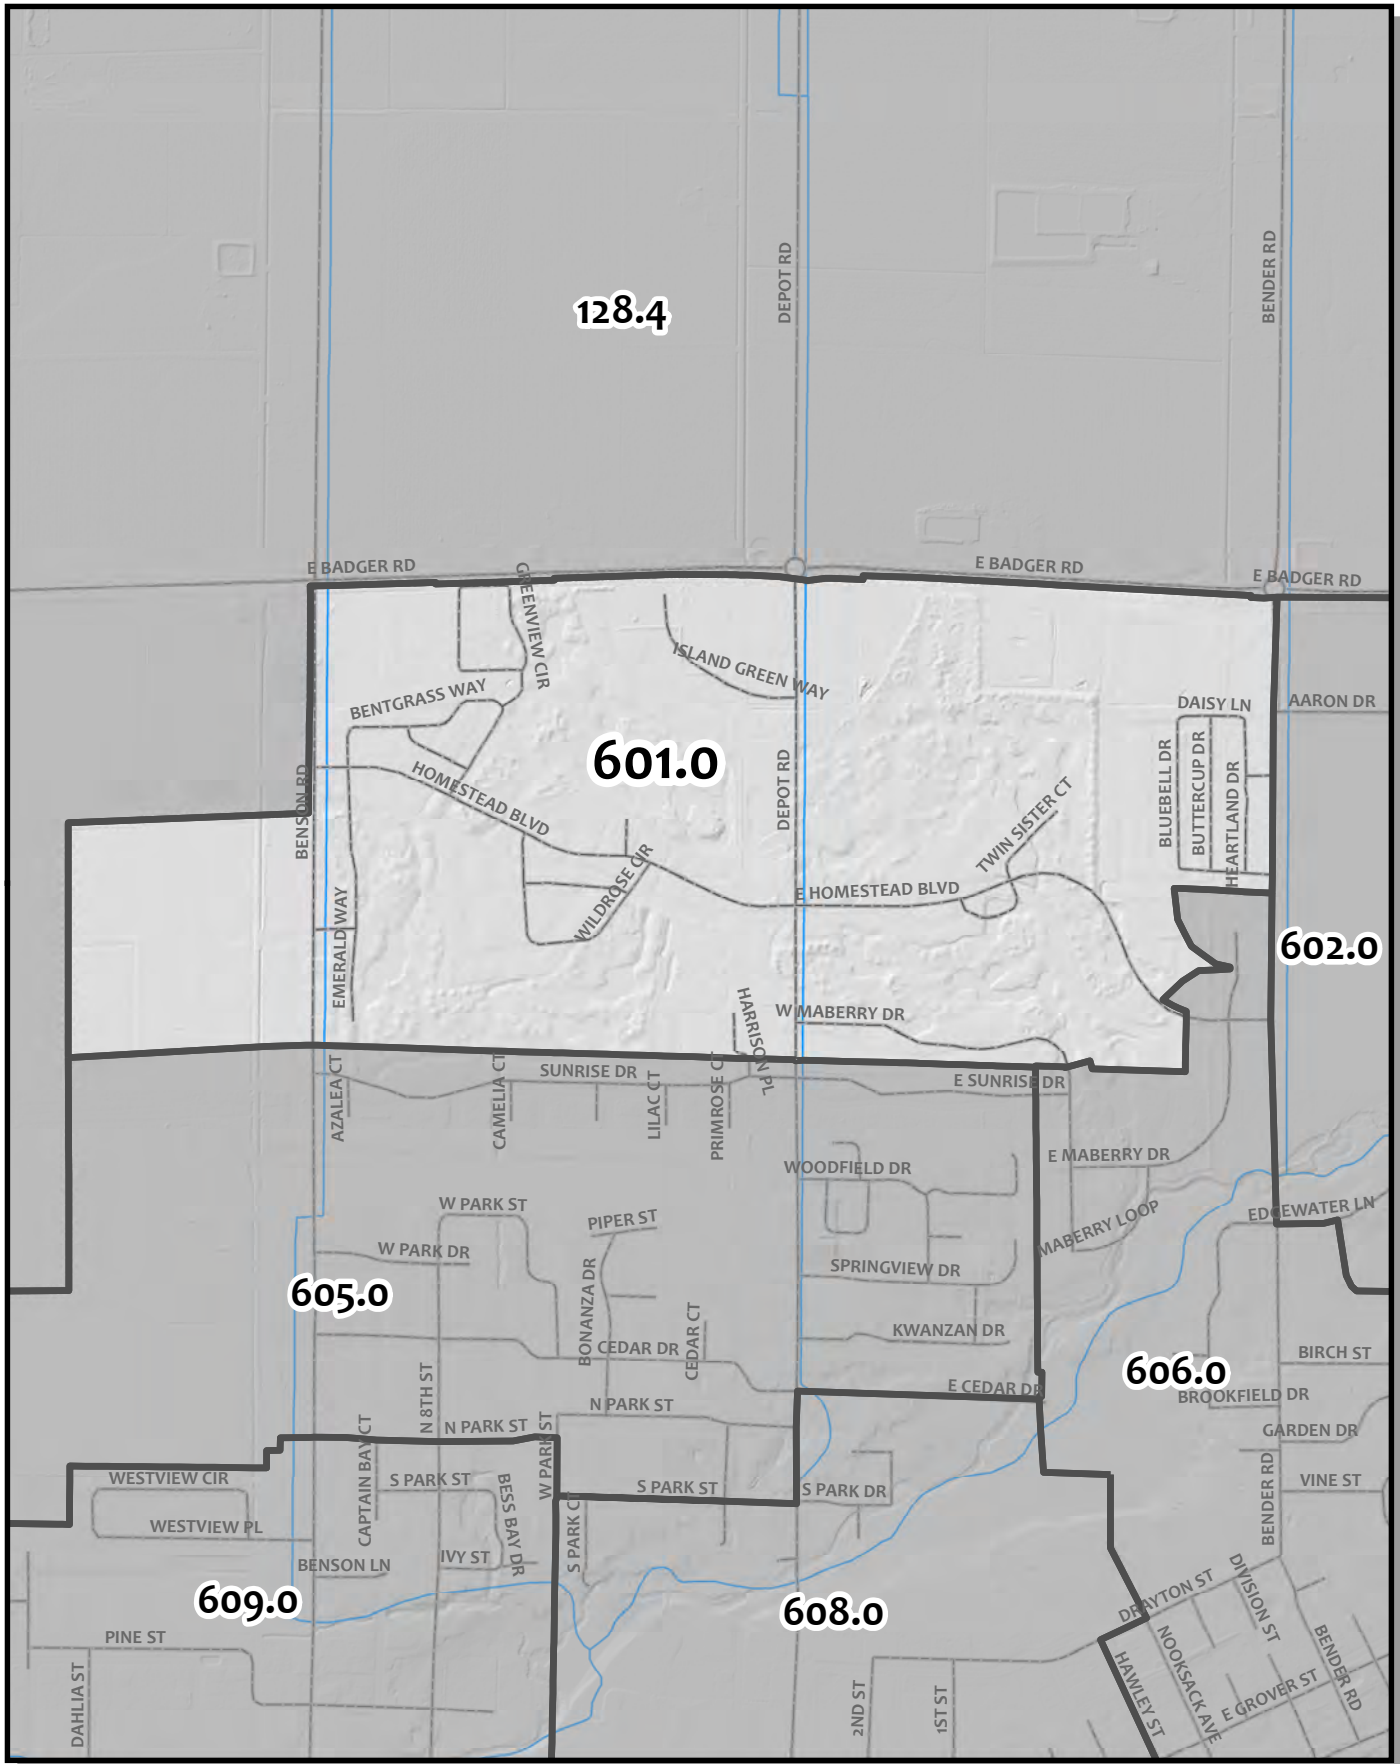 DEPOT RD
BENDER RD
128.4
E BADGER RD
E BADGER RD
E BADGER RD
GREENVIEW CIR
ISLAND GREEN WAY
BENTGRASS WAY
DAISY LN
AARON DR
601.0
BENSON RD
HOMESTEAD BLVD
DEPOT RD
TWIN SISTER CT
BLUEBELL DR
BUTTERCUP DR
HEARTLAND DR
WILDROSE CIR
E HOMESTEAD BLVD
EMERALD WAY
602.0
HARRISON PL
W MABERRY DR
AZALEA CT
CAMELIA CT
SUNRISE DR
LILAC CT
PRIMROSE CT
E SUNRISE DR
WOODFIELD DR
E MABERRY DR
W PARK ST
PIPER ST
MABERRY LOOP
EDGEWATER LN
W PARK DR
SPRINGVIEW DR
605.0
BONANZA DR
CEDAR DR
CEDAR CT
KWANZAN DR
BIRCH ST
606.0
E CEDAR DR
BROOKFIELD DR
N 8TH ST
N PARK ST
N PARK ST
GARDEN DR
CAPTAIN BAY CT
W PARK ST
WESTVIEW CIR
S PARK ST
BESS BAY DR
S PARK ST
S PARK DR
BENDER RD
VINE ST
WESTVIEW PL
S PARK CT
BENSON LN
IVY ST
609.0
608.0
DRAYTON ST
DIVISION ST
PINE ST
DAHLIA ST
2ND ST
1ST ST
HAWLEY ST
NOOKSACK AVE
E GROVER ST
BENDER RD